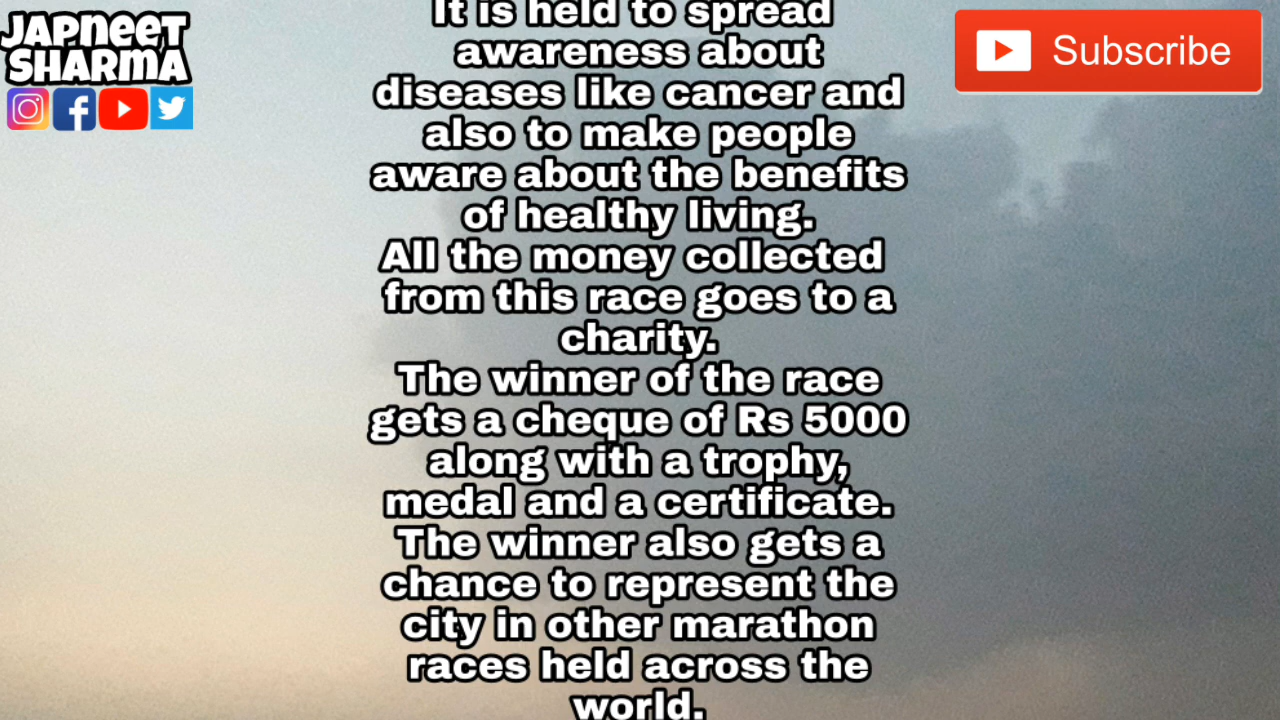 JAPNEET
SHARMA
Subscribe
It is held to spread
awareness about
diseases like cancer and
also to make people
aware about the benefits
of healthy living.
All the money collected
from this race goes to a
charity.
The winner of the race
gets a cheque of Rs 5000
along with a trophy,
medal and a certificate.
The winner also gets a
chance to represent the
city in other marathon
races held across the
world.